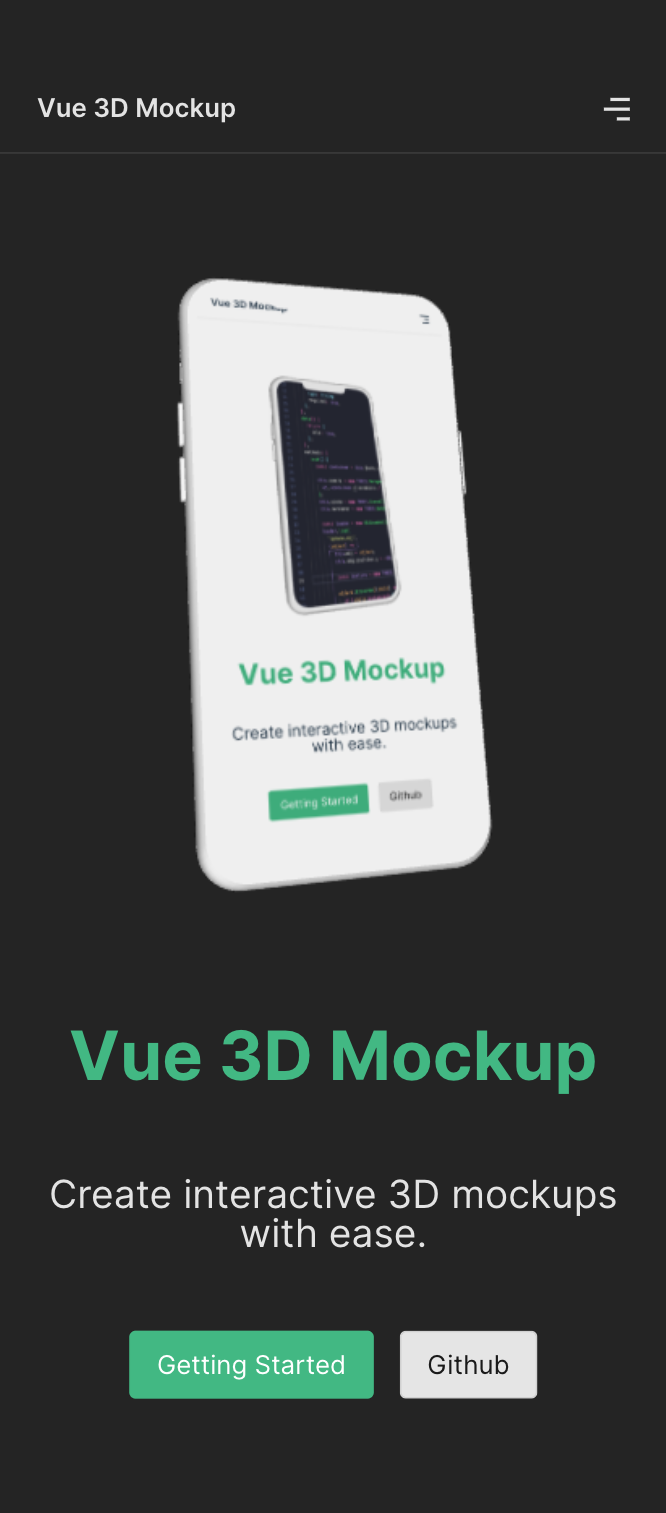 Vue 3D Mockup
Vue 3D Mockup
Vue 3D Mockup
Create interactive 3D mockups
with ease.
Getting Started
Github
Vue 3D Mockup
Create interactive 3D mockups
with ease.
Getting Started
Github